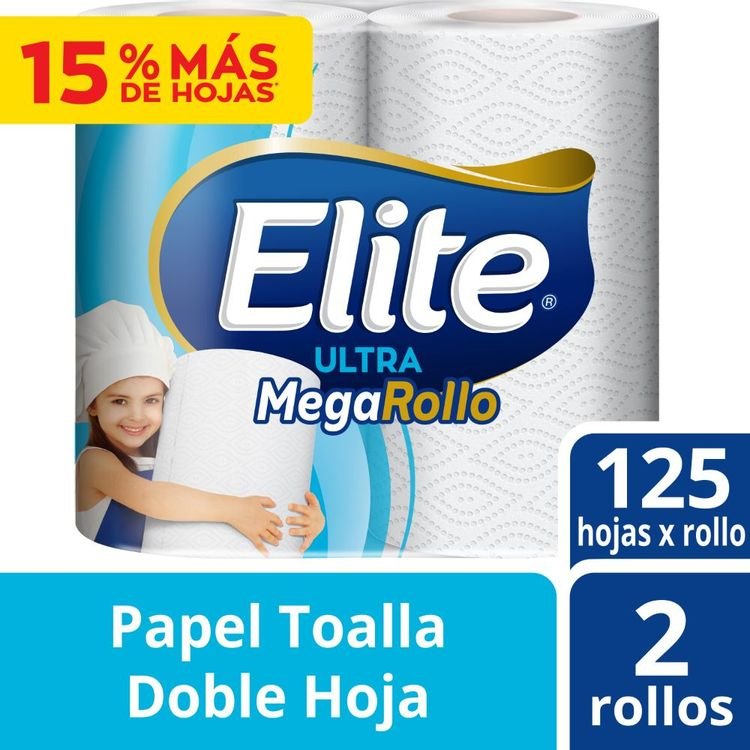 15 % MÁS
DE HOJAS*
Elite®
ULTRA
MegaRollo
125
hojas x rollo
Papel Toalla
Doble Hoja
2
rollos